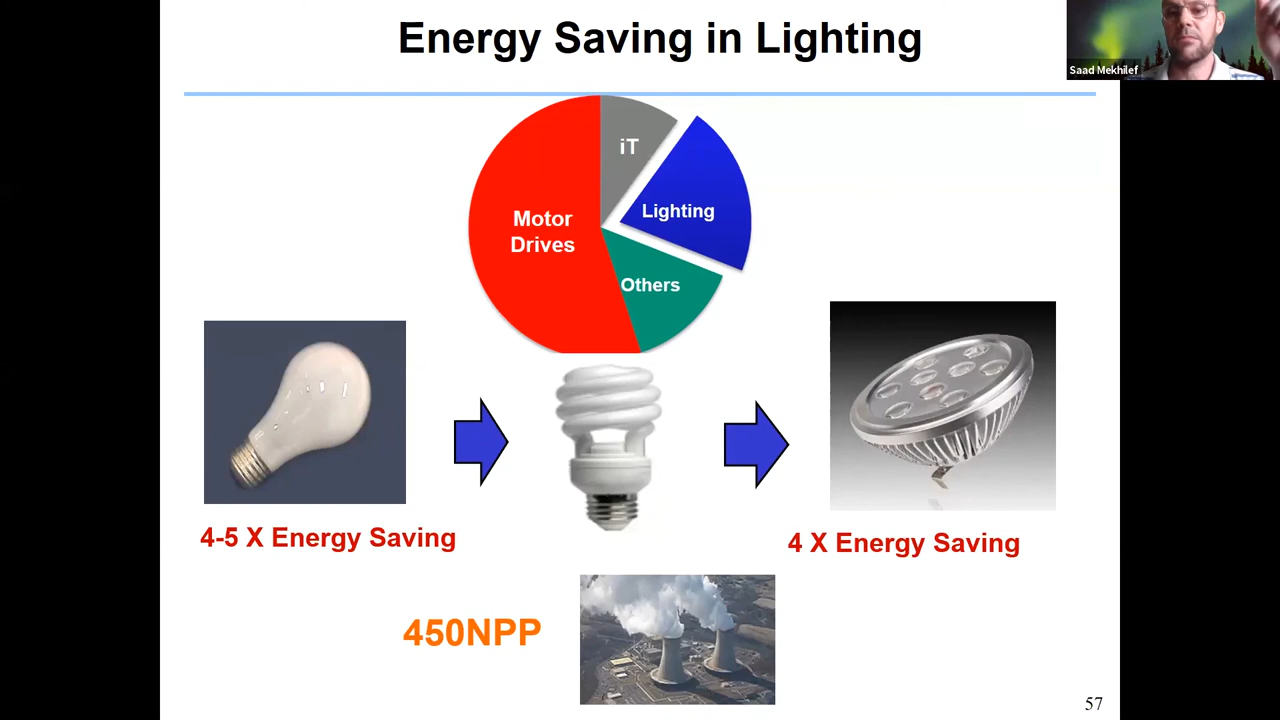 Energy Saving in Lighting
Saad Mekhilef
iT
Lighting
Motor
Drives
Others
4-5 X Energy Saving
4 X Energy Saving
450NPP
57